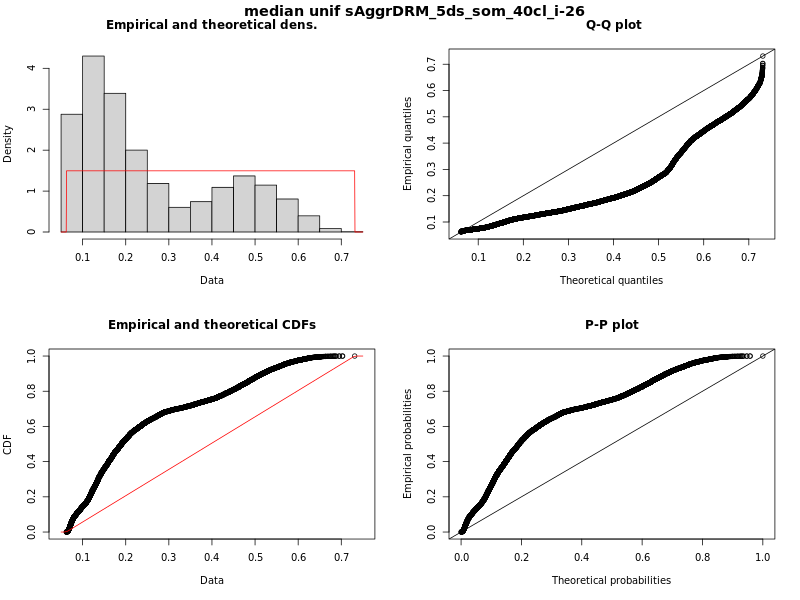 median unif sAggrDRM_5ds_som_40cl_i-26
Empirical and theoretical dens.
Density
0 1 2 3 4
0.1 0.2 0.3 0.4 0.5 0.6 0.7
Data
Q-Q plot
Empirical quantiles
0.1 0.2 0.3 0.4 0.5 0.6 0.7
0.1 0.2 0.3 0.4 0.5 0.6 0.7
Theoretical quantiles
Empirical and theoretical CDFs
CDF
0.0 0.2 0.4 0.6 0.8 1.0
0.1 0.2 0.3 0.4 0.5 0.6 0.7
Data
P-P plot
Empirical probabilities
0.0 0.2 0.4 0.6 0.8 1.0
0.0 0.2 0.4 0.6 0.8 1.0
Theoretical probabilities